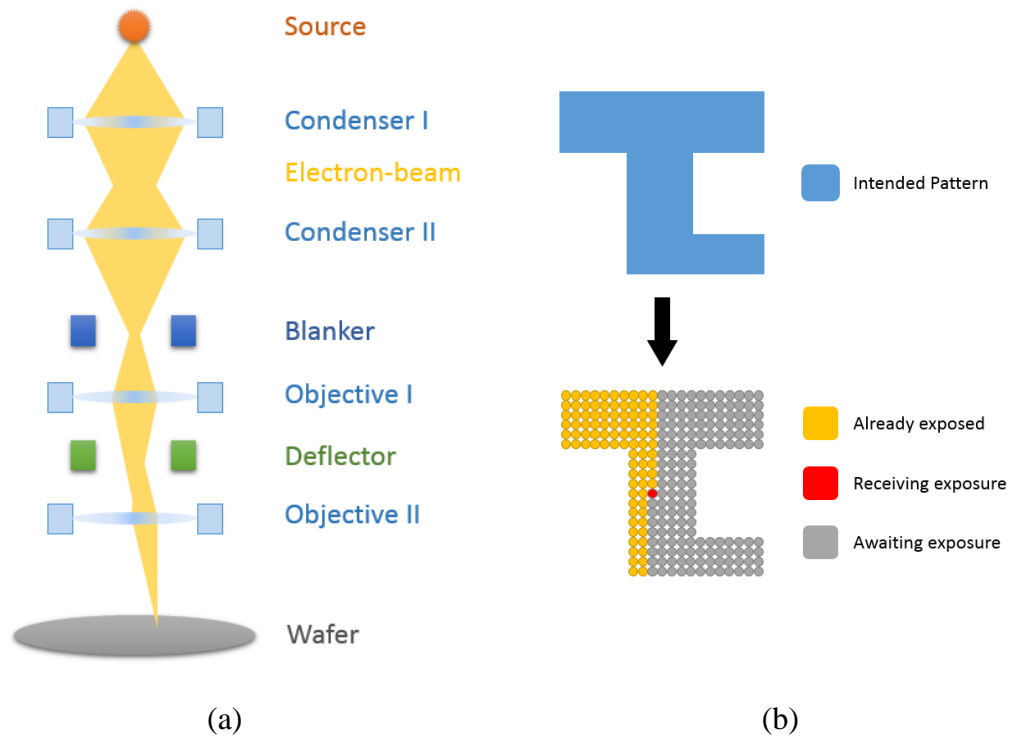 Source
Condenser I
Electron-beam
Condenser II
Blanker
Objective I
Deflector
Objective II
Wafer
(a)
Intended Pattern
Already exposed
Receiving exposure
Awaiting exposure
(b)